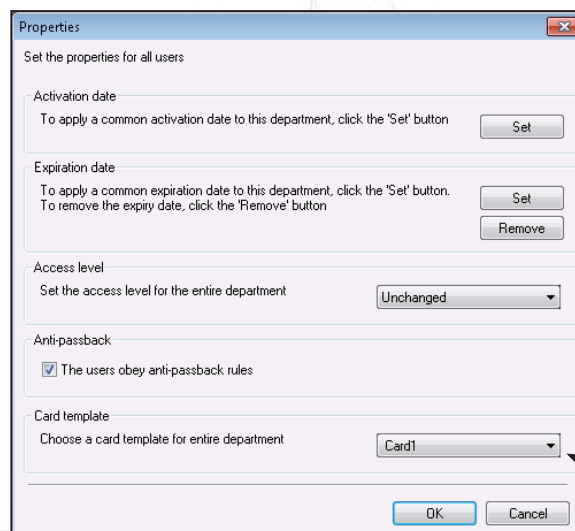 Properties
Set the properties for all users
Activation date
To apply a common activation date to this department, click the 'Set' button
Set
Expiration date
To apply a common expiration date to this department, click the 'Set' button.
To remove the expiry date, click the 'Remove' button
Set
Remove
Access level
Set the access level for the entire department
Unchanged
Anti-passback
The users obey anti-passback rules
Card template
Choose a card template for entire department
Card1
OK
Cancel